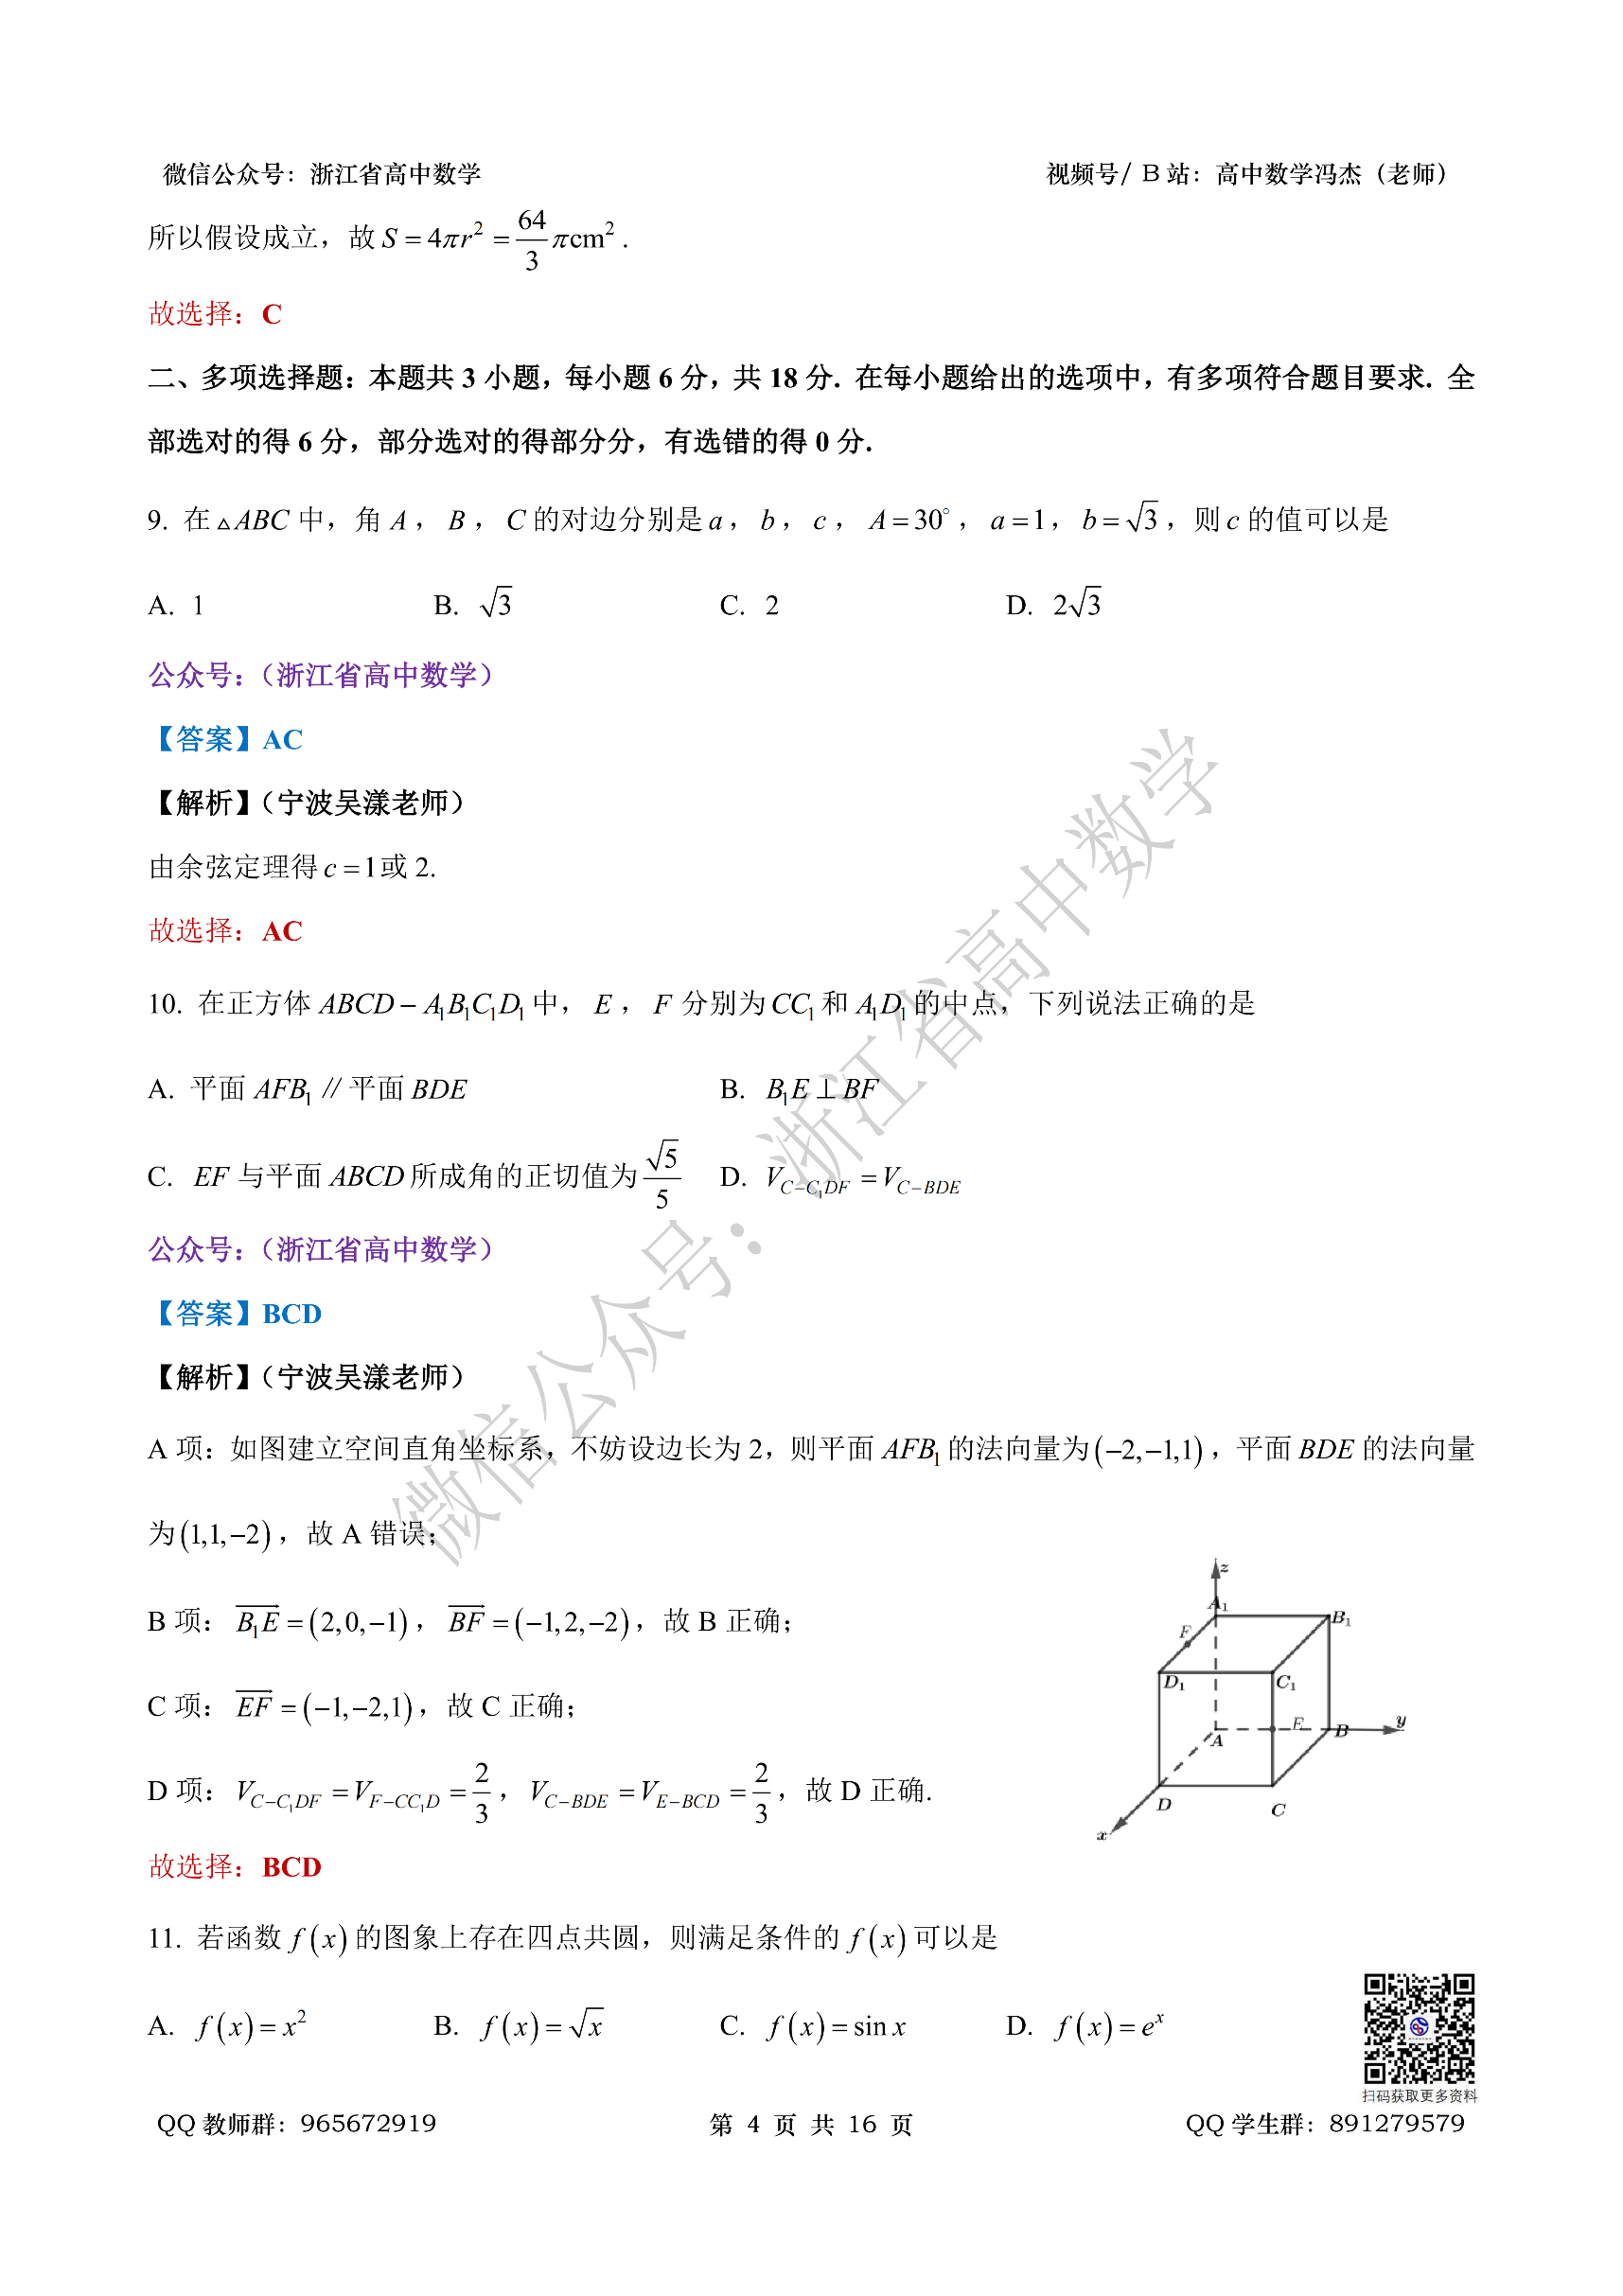 微信公众号：浙江省高中数学 视频号/ B 站：高中数学冯杰（老师）
所以假设成立，故 S = 4πr² = 64/3 πcm².
故选择：C
二、多项选择题：本题共 3 小题，每小题 6 分，共 18 分．在每小题给出的选项中，有多项符合题目要求．全
部选对的得 6 分，部分选对的得部分分，有选错的得 0 分．
9. 在 △ABC 中，角 A，B，C 的对边分别是 a，b，c，A = 30°，a = 1，b = √3，则 c 的值可以是
A. 1 B. √3 C. 2 D. 2√3
公众号：（浙江省高中数学）
【答案】AC
【解析】（宁波吴漾老师）
由余弦定理得 c = 1 或 2.
故选择：AC
10. 在正方体 ABCD − A₁B₁C₁D₁ 中，E，F 分别为 CC₁ 和 A₁D₁ 的中点，下列说法正确的是
A. 平面 AFB₁ ∥ 平面 BDE B. B₁E ⊥ BF
C. EF 与平面 ABCD 所成角的正切值为 √5/5 D. V_{C−C₁DF} = V_{C−BDE}
公众号：（浙江省高中数学）
【答案】BCD
【解析】（宁波吴漾老师）
A 项：如图建立空间直角坐标系，不妨设边长为 2，则平面 AFB₁ 的法向量为 (−2,−1,1)，平面 BDE 的法向量
为 (1,1,−2)，故 A 错误；
B 项：\overrightarrow{B₁E} = (2,0,−1)，\overrightarrow{BF} = (−1,2,−2)，故 B 正确；
C 项：\overrightarrow{EF} = (−1,−2,1)，故 C 正确；
D 项：V_{C−C₁DF} = V_{F−CC₁D} = 2/3，V_{C−BDE} = V_{E−BCD} = 2/3，故 D 正确.
z
A₁
B₁
F
D₁
C₁
A
E
B
y
D
C
x
故选择：BCD
11. 若函数 f(x) 的图象上存在四点共圆，则满足条件的 f(x) 可以是
A. f(x) = x² B. f(x) = √x C. f(x) = sin x D. f(x) = eˣ
扫码获取更多资料
QQ 教师群：965672919 第 4 页 共 16 页 QQ 学生群：891279579
微信公众号：浙江省高中数学